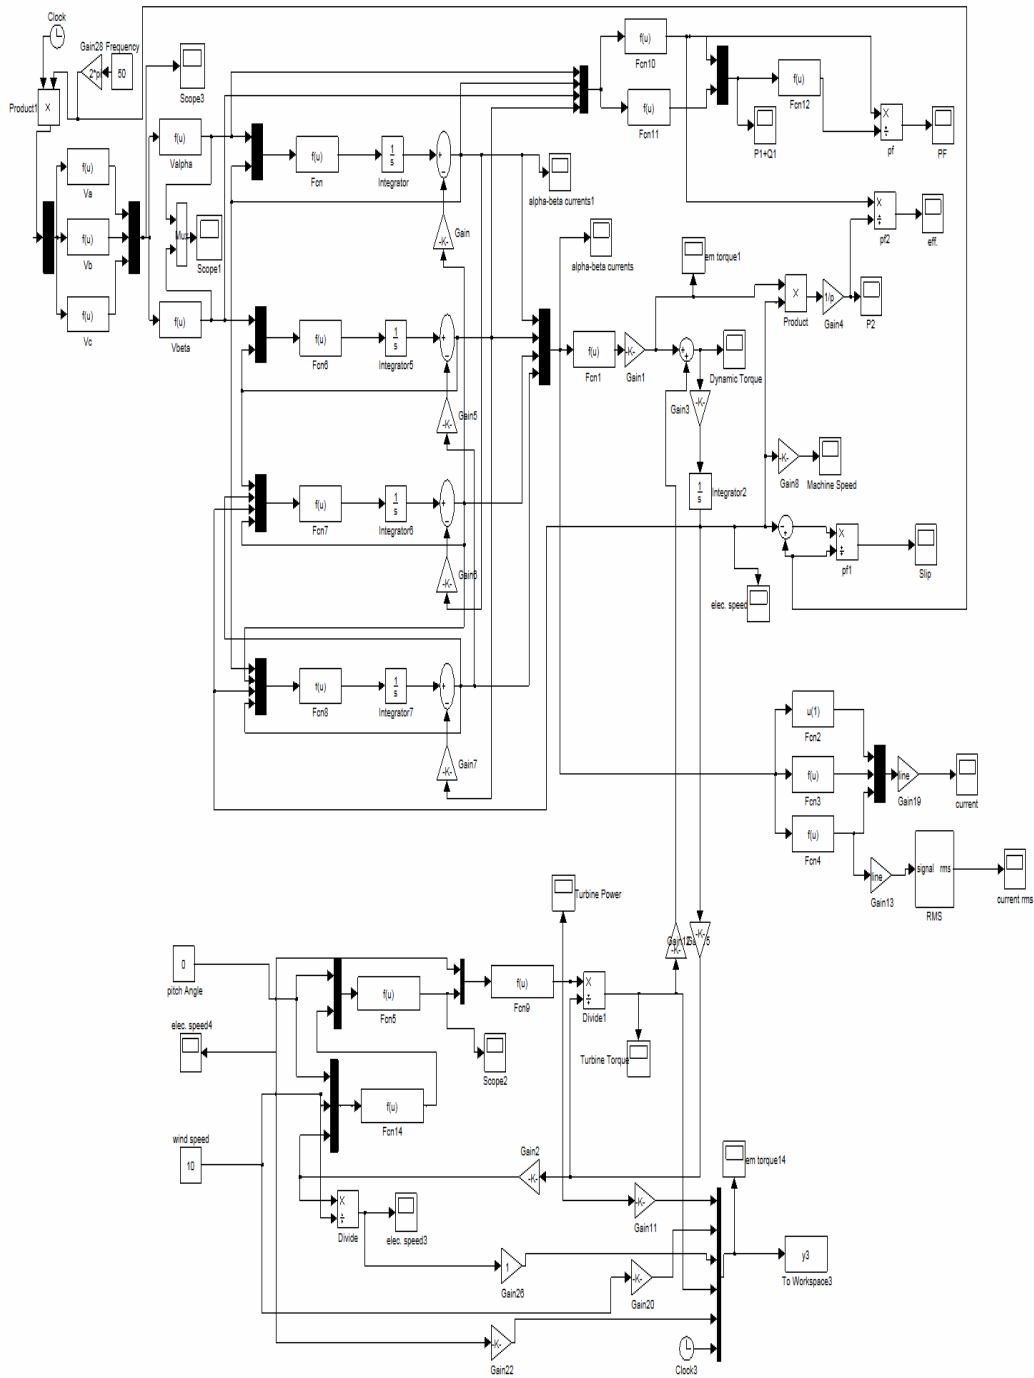 Clock
Gain28
Frequency
2*pi
50
Product1
×
Scope3
f(u)
Va
f(u)
Vb
f(u)
Vc
f(u)
Valpha
Mux
Scope1
f(u)
Vbeta
f(u)
Fcn
1
s
Integrator
+
−
-K-
Gain
alpha-beta currents1
alpha-beta currents
f(u)
Fcn6
1
s
Integrator5
+
−
-K-
Gain5
f(u)
Fcn7
1
s
Integrator6
+
−
-K-
Gain6
f(u)
Fcn8
1
s
Integrator7
+
−
-K-
Gain7
f(u)
Fcn10
f(u)
Fcn11
P1+Q1
f(u)
Fcn12
×
÷
pf
PF
×
÷
pf2
eff.
em torque1
×
Product
1/p
Gain4
P2
f(u)
Fcn1
-K-
Gain1
+
+
Dynamic Torque
-K-
Gain3
1
s
Integrator2
-K-
Gain8
Machine Speed
−
+
×
÷
pf1
Slip
elec. speed
u(1)
Fcn2
f(u)
Fcn3
f(u)
Fcn4
line
Gain19
current
line
Gain13
signal rms
RMS
current rms
Turbine Power
-K-
-K-
0
pitch Angle
elec. speed4
wind speed
10
f(u)
Fcn5
f(u)
Fcn14
Scope2
f(u)
Fcn9
×
÷
Divide1
Turbine Torque
Gain2
-K-
×
÷
Divide
elec. speed3
1
Gain26
-K-
Gain11
-K-
Gain20
-K-
Gain22
Clock3
em torque14
y3
To Workspace3